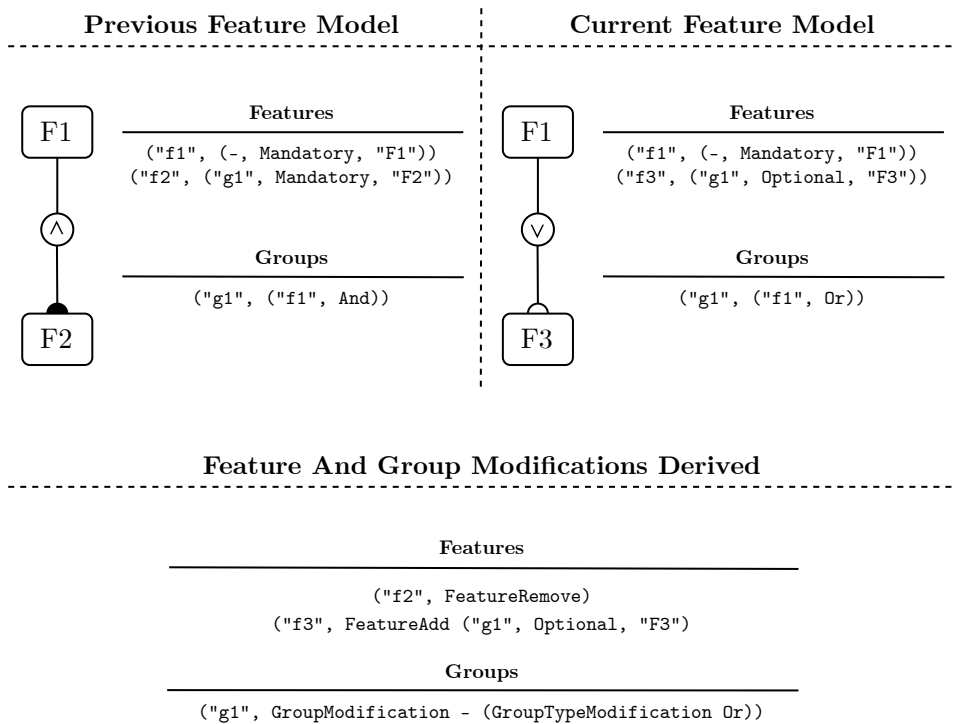 Previous Feature Model
F1
Features
("f1", (-, Mandatory, "F1"))
("f2", ("g1", Mandatory, "F2"))
∧
Groups
("g1", ("f1", And))
F2
Current Feature Model
F1
Features
("f1", (-, Mandatory, "F1"))
("f3", ("g1", Optional, "F3"))
∨
Groups
("g1", ("f1", Or))
F3
Feature And Group Modifications Derived
Features
("f2", FeatureRemove)
("f3", FeatureAdd ("g1", Optional, "F3")
Groups
("g1", GroupModification - (GroupTypeModification Or))